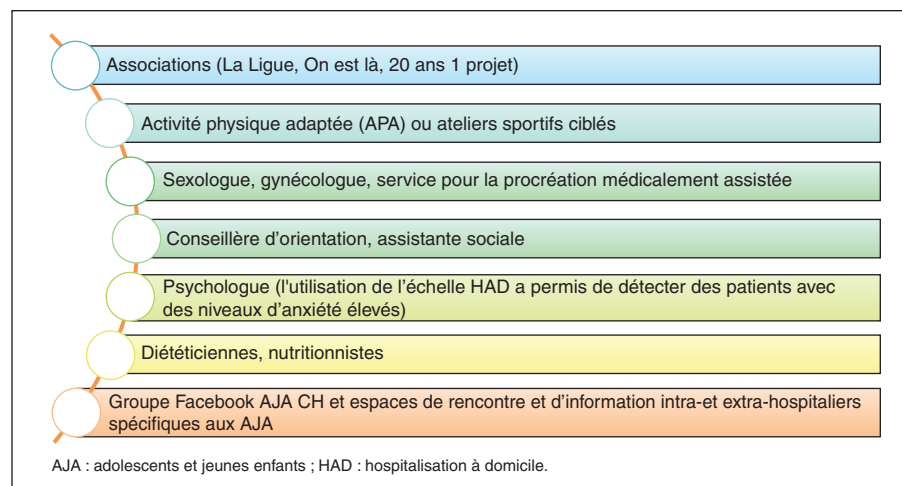 Associations (La Ligue, On est là, 20 ans 1 projet)
Activité physique adaptée (APA) ou ateliers sportifs ciblés
Sexologue, gynécologue, service pour la procréation médicalement assistée
Conseillère d’orientation, assistante sociale
Psychologue (l'utilisation de l’échelle HAD a permis de détecter des patients avec
des niveaux d’anxiété élevés)
Diététiciennes, nutritionnistes
Groupe Facebook AJA CH et espaces de rencontre et d’information intra-et extra-hospitaliers
spécifiques aux AJA
AJA : adolescents et jeunes enfants ; HAD : hospitalisation à domicile.